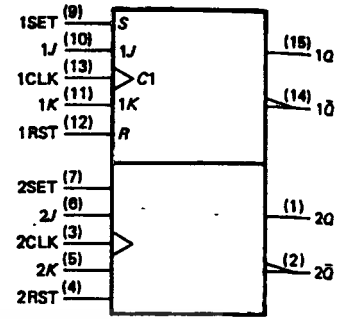 1SET (9) S
1J (10) 1J (15) 1Q
1CLK (13) C1
1K (11) 1K (14) 1Q̄
1RST (12) R
2SET (7)
2J (6) (1) 2Q
2CLK (3)
2K (5) (2) 2Q̄
2RST (4)